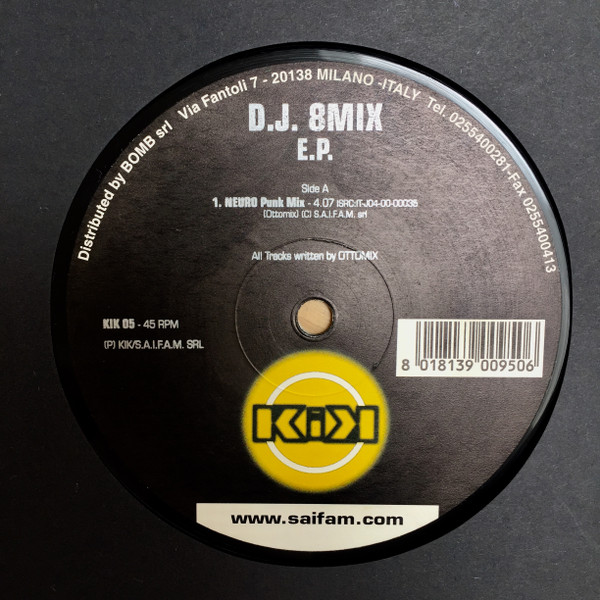 Distributed by BOMB srl Via Fantoli 7 - 20138 MILANO -ITALY Tel. 0255400281-Fax 0255400413
D.J. 8MIX
E.P.
Side A
1. NEURO Punk Mix - 4.07 ISRC:IT-J04-00-00035
(Ottomix) (C) S.A.I.F.A.M. srl
All Tracks written by OTTOMIX
KIK 05 - 45 RPM
(P) KIK/S.A.I.F.A.M. SRL
8 018139 009506
KiK
www.saifam.com